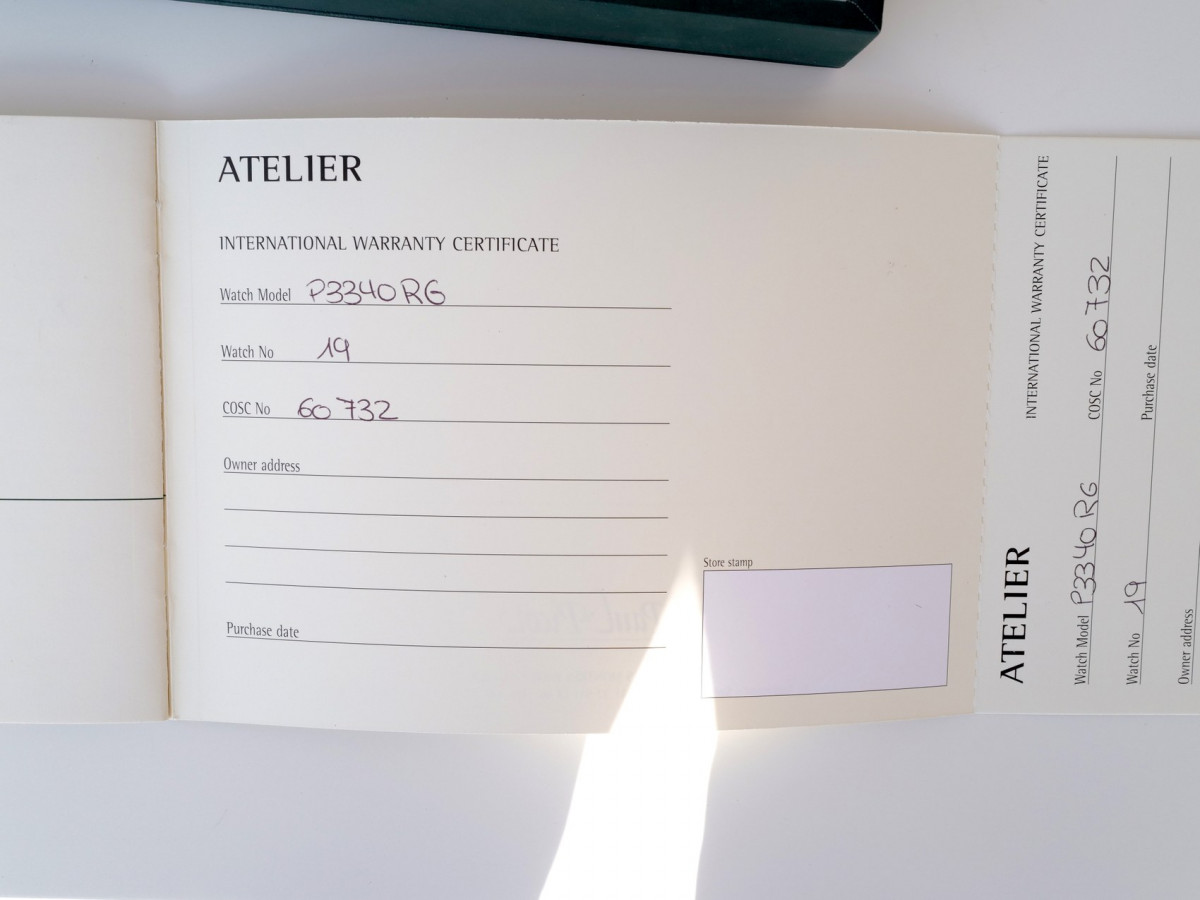 ATELIER
INTERNATIONAL WARRANTY CERTIFICATE
Watch Model P3340RG
Watch No 19
COSC No 60732
Owner address
Purchase date
Store stamp
ATELIER
INTERNATIONAL WARRANTY CERTIFICATE
Watch Model P3340RG COSC No 60732
Watch No 19 Purchase date
Owner address